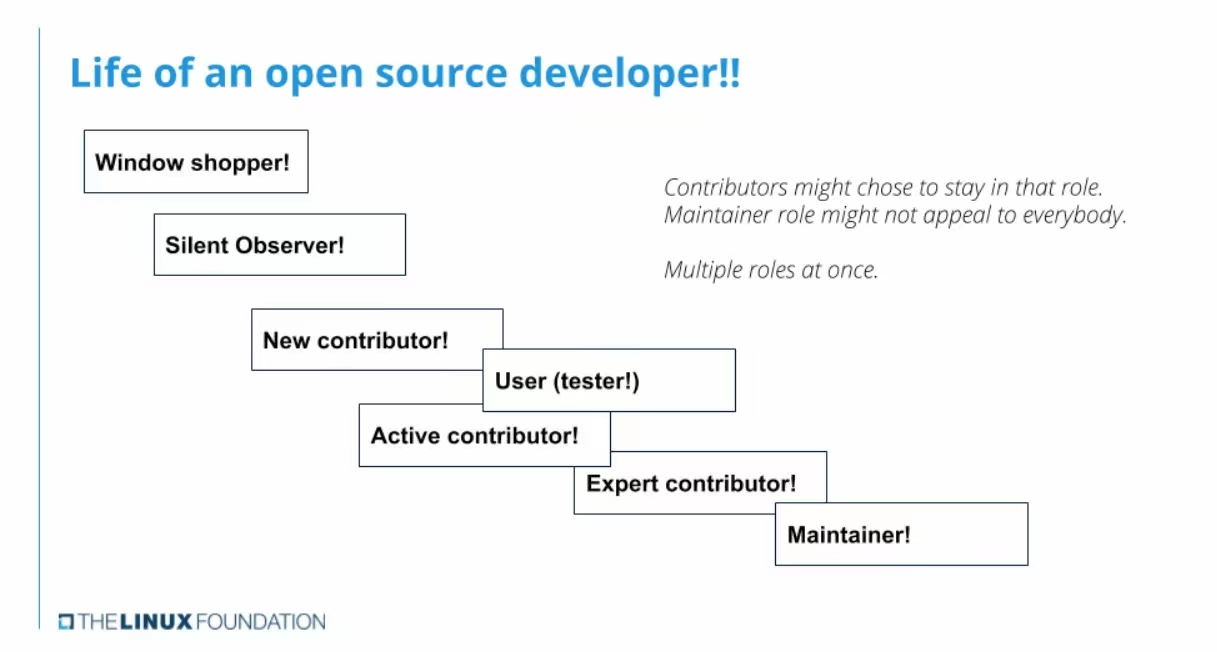 Life of an open source developer!!
Window shopper!
Silent Observer!
Contributors might chose to stay in that role.
Maintainer role might not appeal to everybody.
Multiple roles at once.
New contributor!
User (tester!)
Active contributor!
Expert contributor!
Maintainer!
THE LINUX FOUNDATION